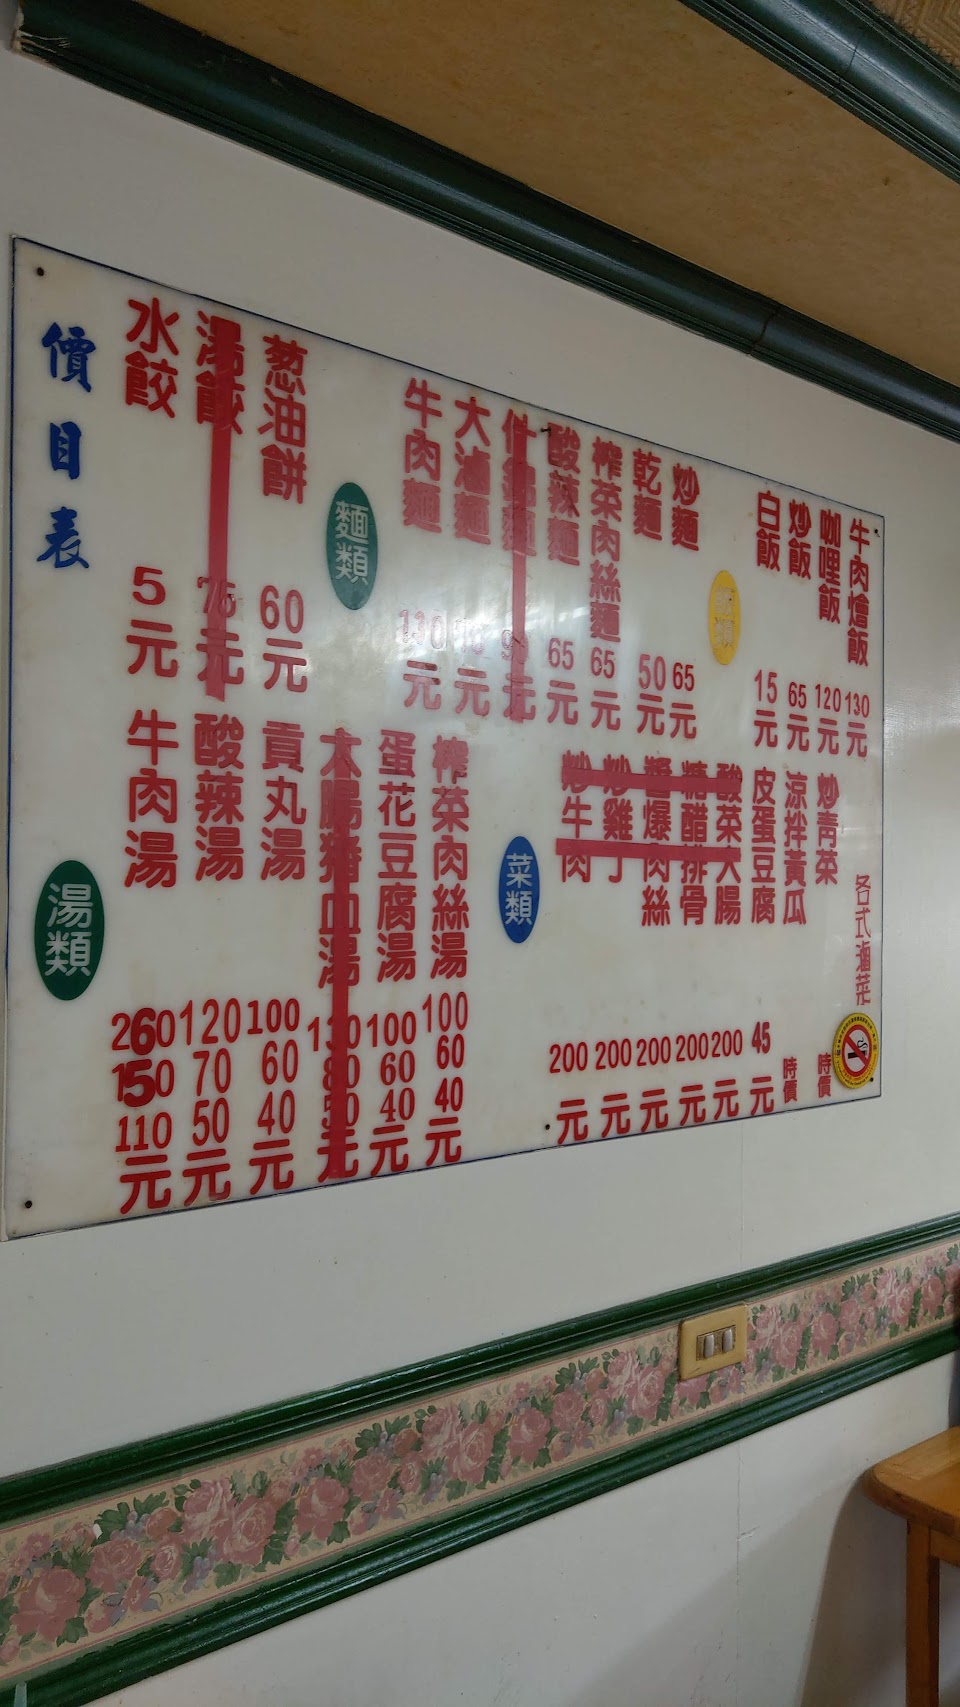 價目表
水餃 5元
湯餃 75元
葱油餅 60元
麵類
牛肉麵 130元
大滷麵 元
什錦麵 元
酸辣麵 65元
榨菜肉絲麵 65元
乾麵 50元
炒麵 65元
飯類
白飯 15元
炒飯 65元
咖哩飯 120元
牛肉燴飯 130元
湯類
牛肉湯 260 150 110元
酸辣湯 120 70 50元
貢丸湯 100 60 40元
大腸豬血湯 130 80 50元
蛋花豆腐湯 100 60 40元
榨菜肉絲湯 100 60 40元
菜類
炒牛肉 200元
炒雞丁 200元
醬爆肉絲 200元
糖醋排骨 200元
酸菜大腸 200元
皮蛋豆腐 45元
涼拌黃瓜 時價
炒青菜 時價
各式滷菜